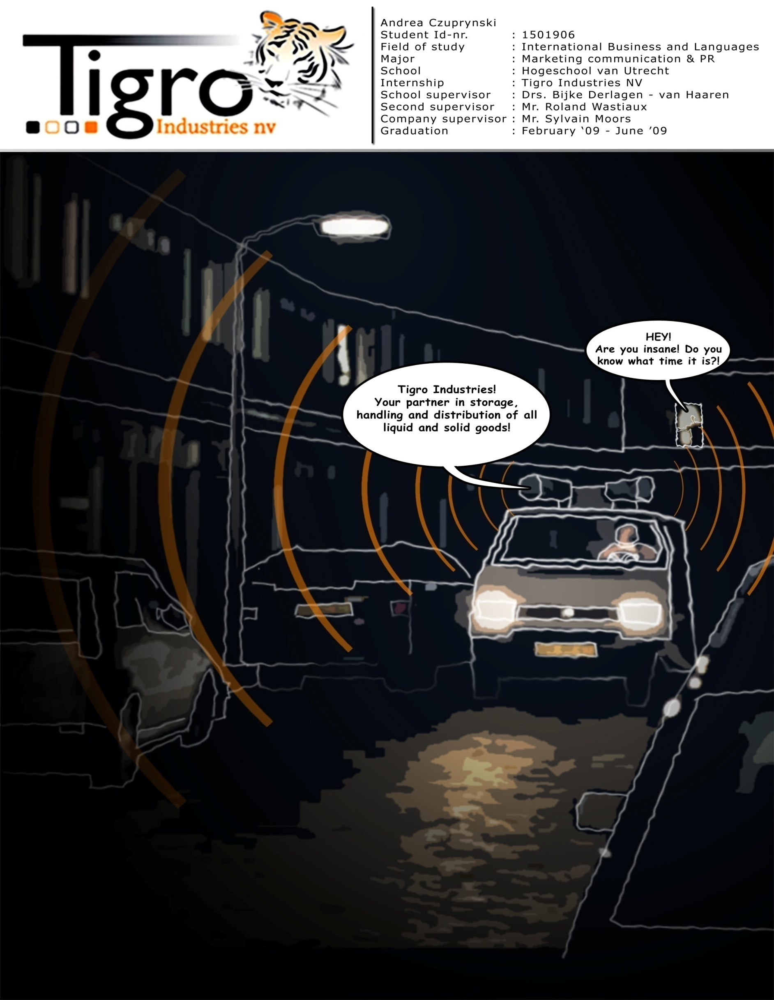 Tigro
Industries nv
Andrea Czuprynski
Student Id-nr. : 1501906
Field of study : International Business and Languages
Major : Marketing communication & PR
School : Hogeschool van Utrecht
Internship : Tigro Industries NV
School supervisor : Drs. Bijke Derlagen - van Haaren
Second supervisor : Mr. Roland Wastiaux
Company supervisor : Mr. Sylvain Moors
Graduation : February ‘09 - June ’09
HEY!
Are you insane! Do you
know what time it is?!
Tigro Industries!
Your partner in storage,
handling and distribution of all
liquid and solid goods!